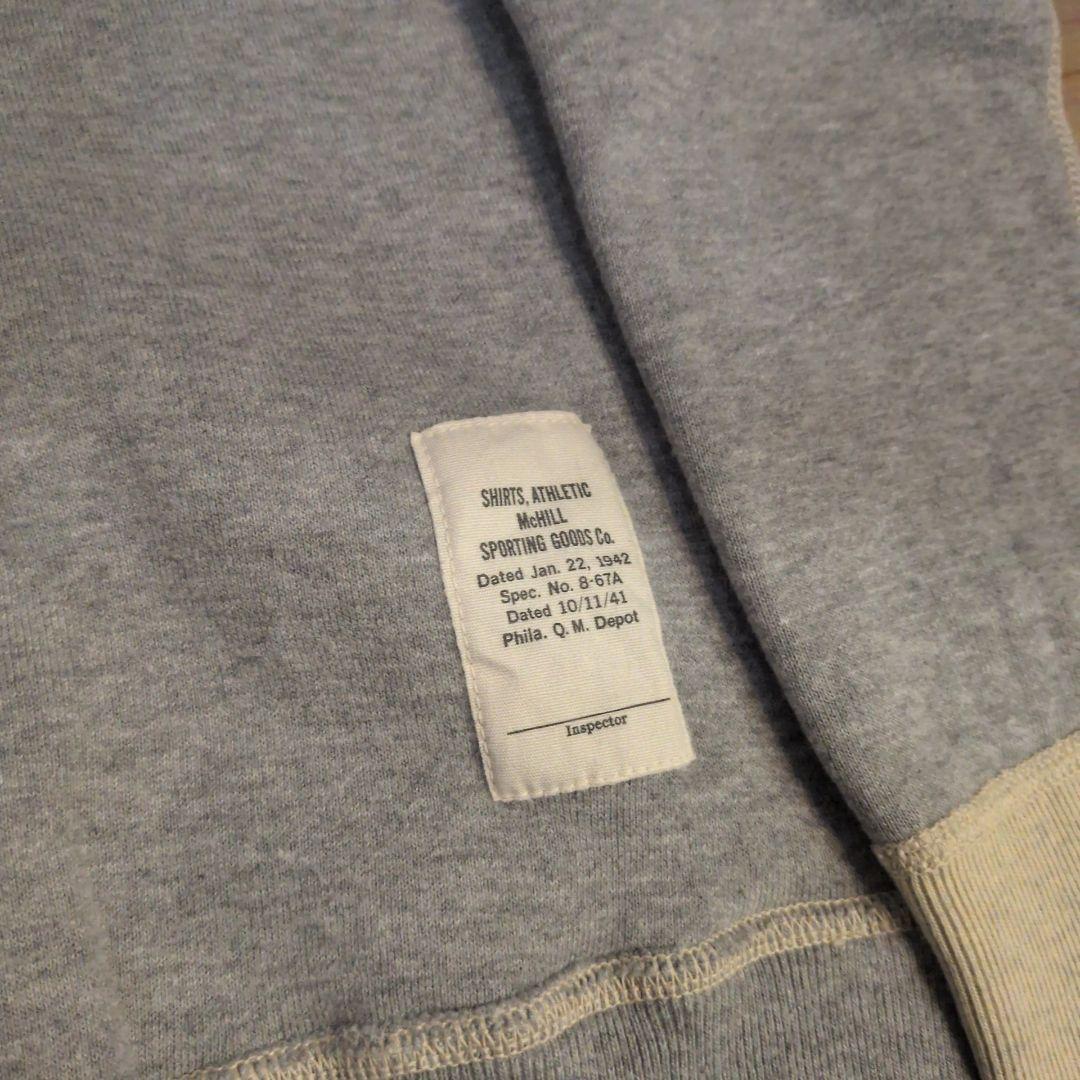 SHIRTS, ATHLETIC
McHILL
SPORTING GOODS Co.
Dated Jan. 22, 1942
Spec. No. 8-67A
Dated 10/11/41
Phila. Q. M. Depot
Inspector